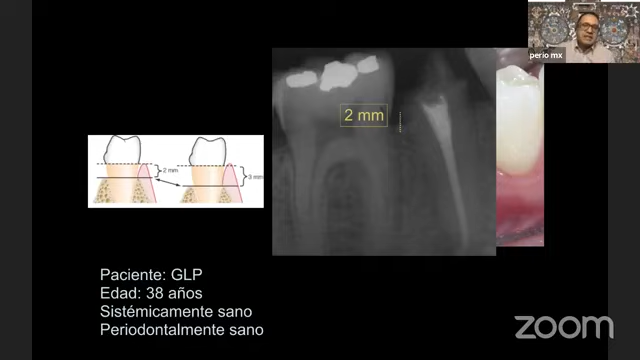 perio mx
2 mm
2 mm
3 mm
Paciente: GLP
Edad: 38 años
Sistémicamente sano
Periodontalmente sano
zoom